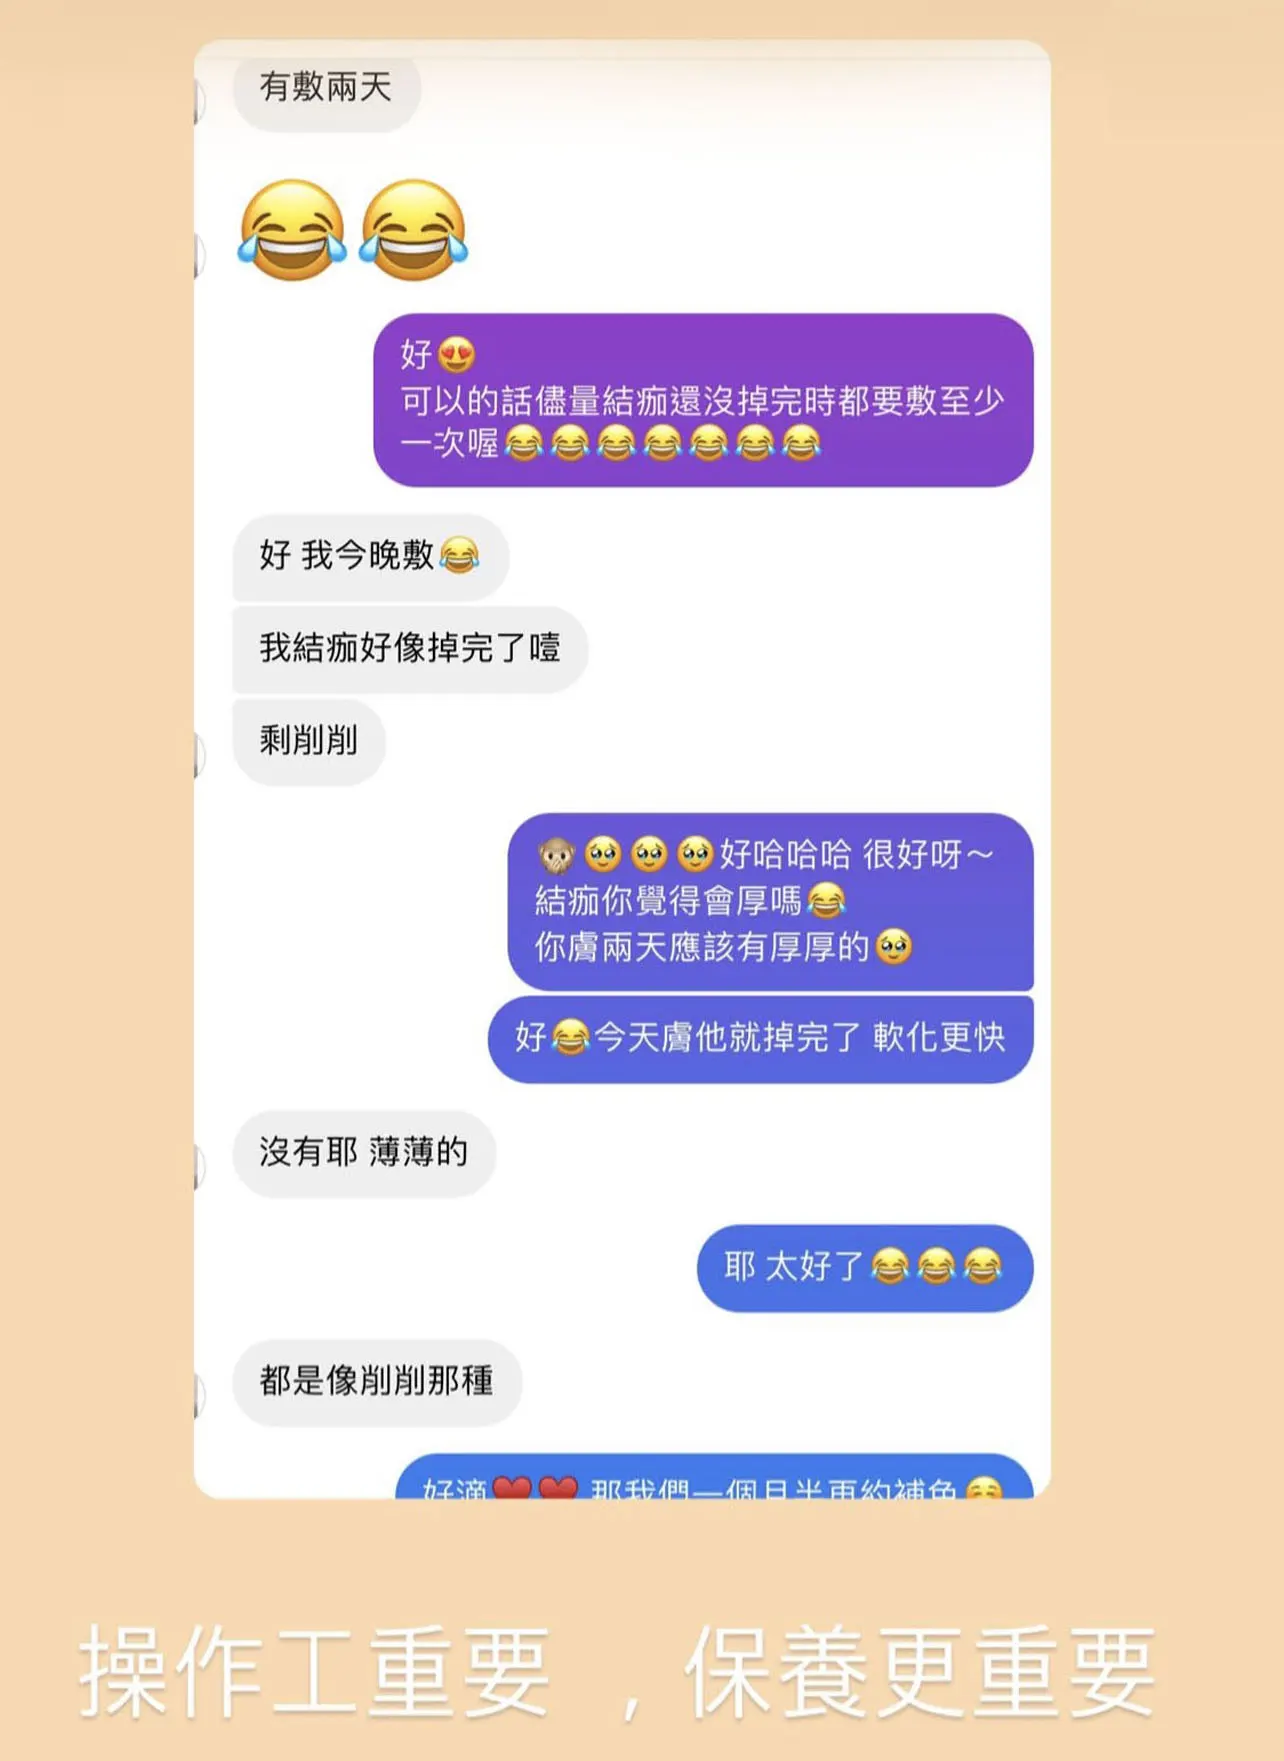 有敷兩天
😂😂
好😍
可以的話儘量結痂還沒掉完時都要敷至少
一次喔😂😂😂😂😂😂😂
好 我今晚敷😂
我結痂好像掉完了噎
剩削削
🙊🥹🥹🥹好哈哈哈 很好呀～
結痂你覺得會厚嗎😂
你膚兩天應該有厚厚的🥹
好😂今天膚他就掉完了 軟化更快
沒有耶 薄薄的
耶 太好了😂😂😂
都是像削削那種
好滴❤️❤️ 那我們一個月半再約補色☺️
操作工重要 ，保養更重要